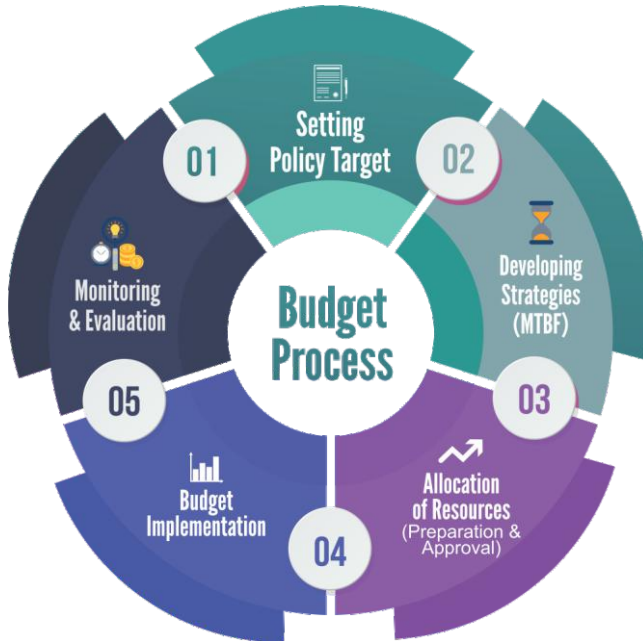 Budget
Process
01
Setting
Policy Target
02
Developing
Strategies
(MTBF)
03
Allocation
of Resources
(Preparation &
Approval)
04
Budget
Implementation
05
Monitoring
& Evaluation